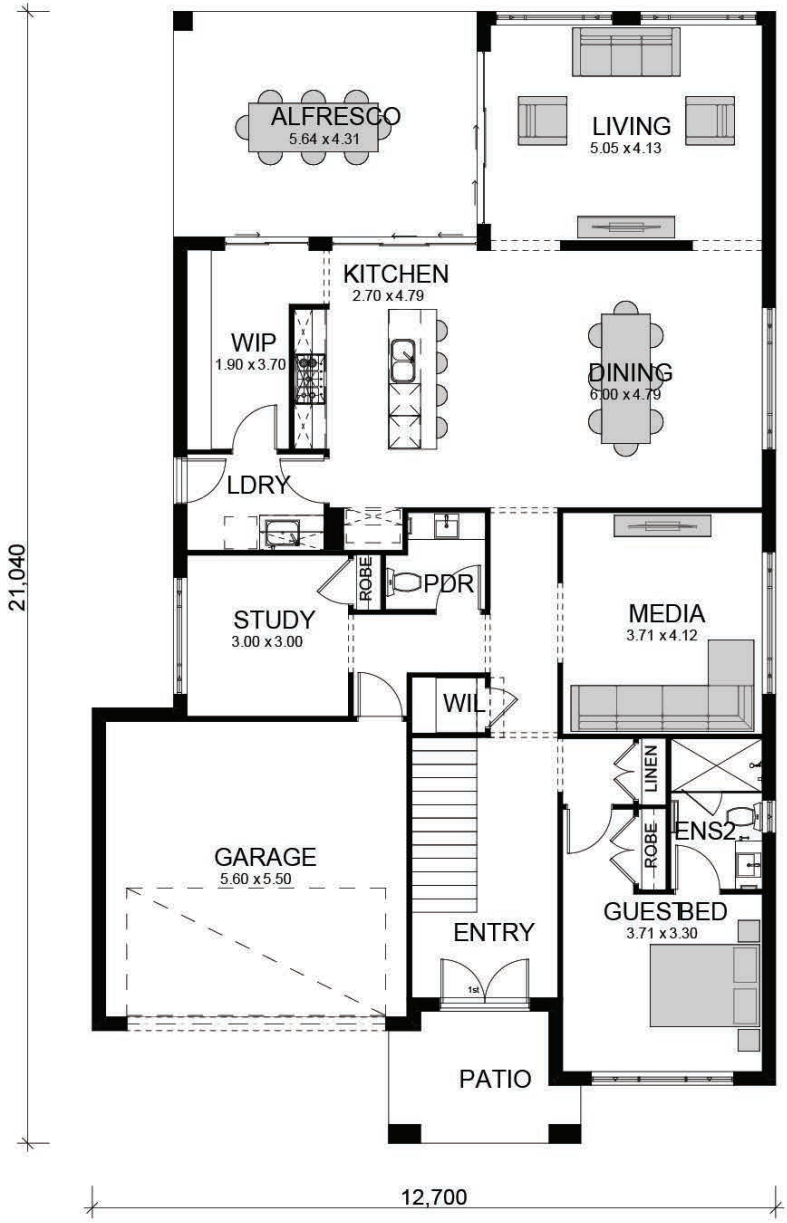 ALFRESCO
5.64 x 4.31
LIVING
5.05 x 4.13
KITCHEN
2.70 x 4.79
WIP
1.90 x 3.70
DINING
6.00 x 4.79
LDRY
21,040
ROBE
PDR
STUDY
3.00 x 3.00
MEDIA
3.71 x 4.12
WIL
LINEN
ENS2
ROBE
GARAGE
5.60 x 5.50
GUEST BED
3.71 x 3.30
ENTRY
1st
PATIO
12,700